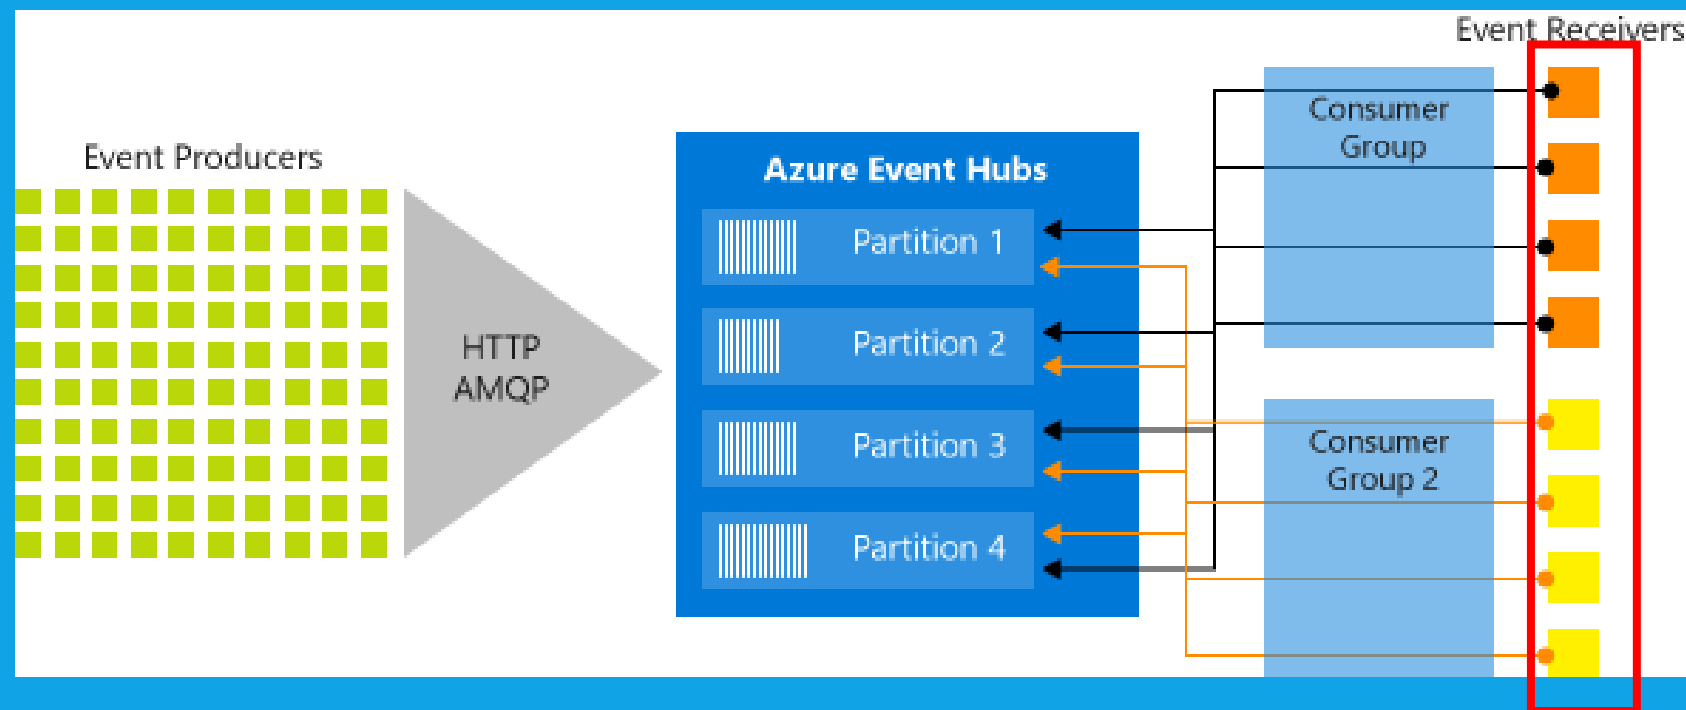 Event Receivers
Event Producers
HTTP
AMQP
Azure Event Hubs
Partition 1
Partition 2
Partition 3
Partition 4
Consumer
Group
Consumer
Group 2